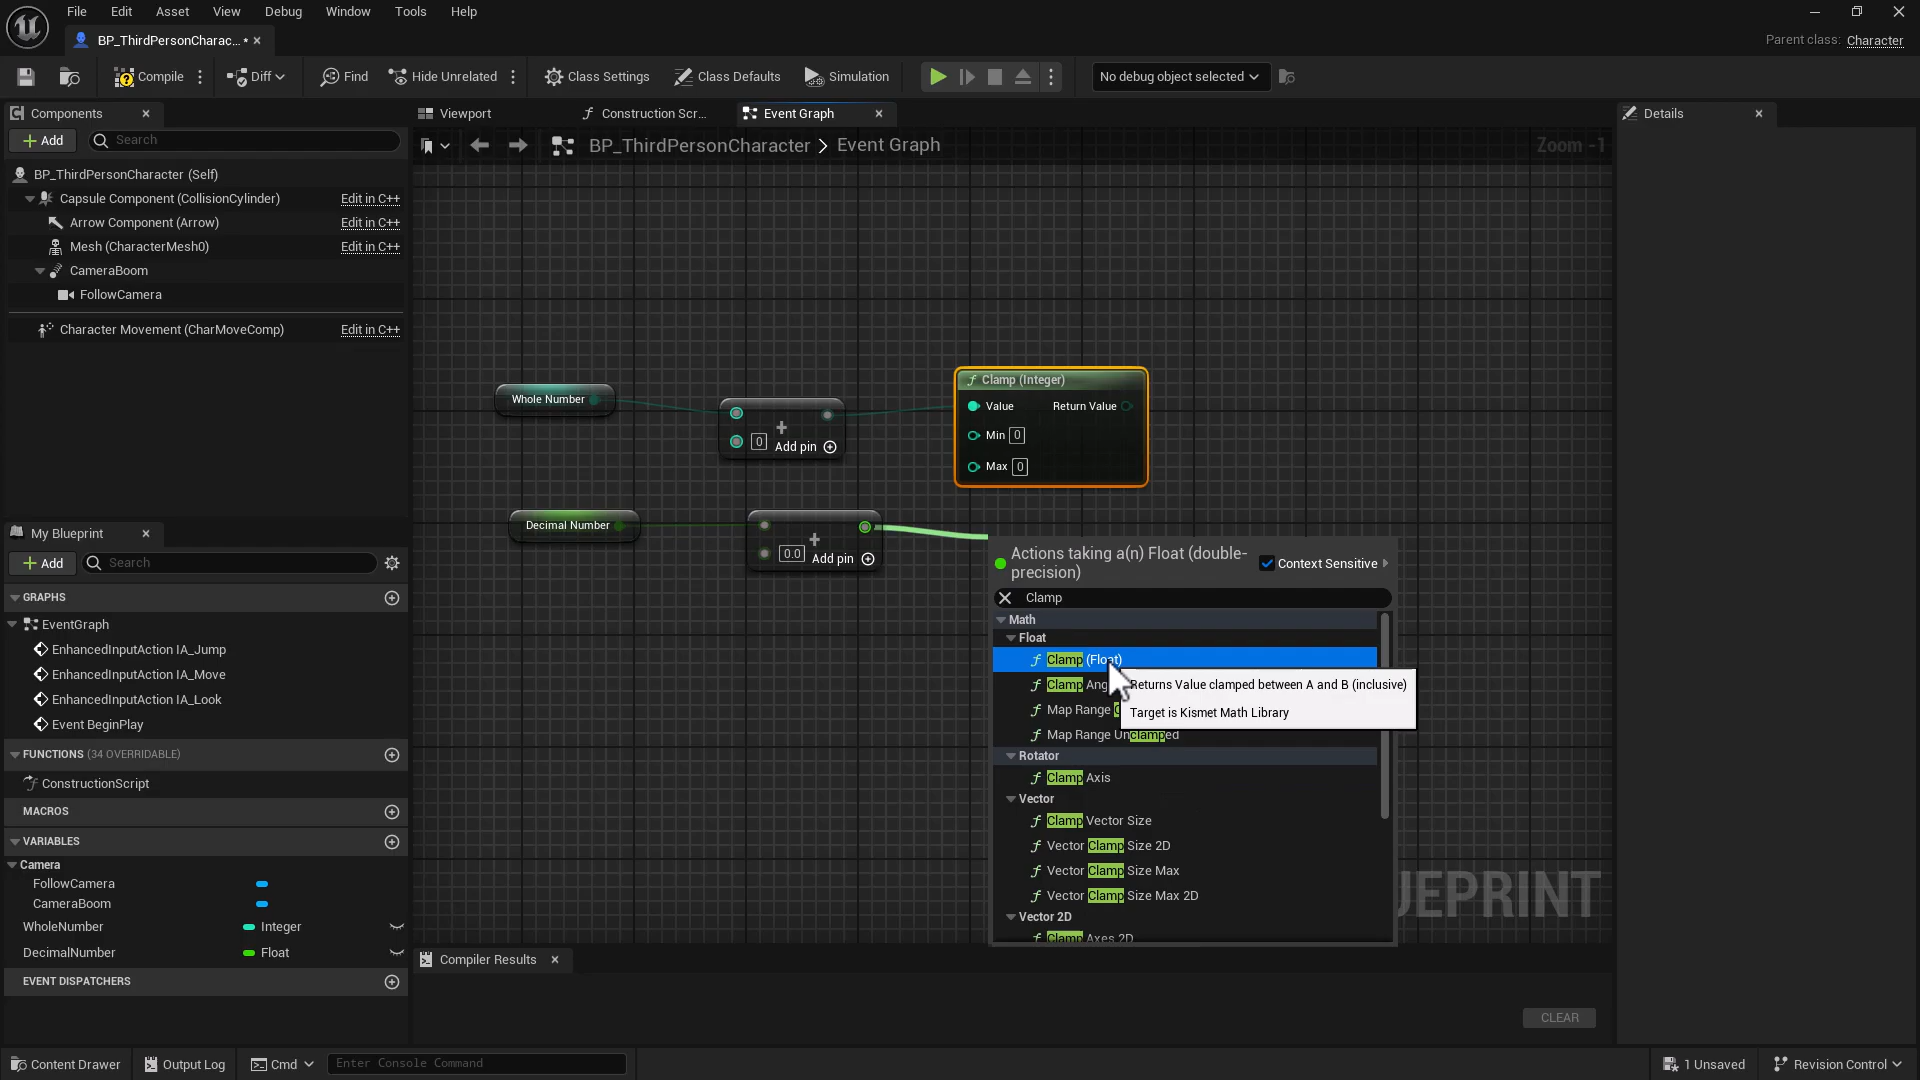 File Edit Asset View Debug Window Tools Help
BP_ThirdPersonCharac... •
Parent class: Character
Compile Diff Find Hide Unrelated Class Settings Class Defaults Simulation No debug object selected
Components
Viewport
Construction Scr...
Event Graph
Details
Add
Search
BP_ThirdPersonCharacter > Event Graph
Zoom -1
BP_ThirdPersonCharacter (Self)
Capsule Component (CollisionCylinder) Edit in C++
Arrow Component (Arrow) Edit in C++
Mesh (CharacterMesh0) Edit in C++
CameraBoom
FollowCamera
Character Movement (CharMoveComp) Edit in C++
Whole Number
0
Add pin
Clamp (Integer)
Value Return Value
Min 0
Max 0
Decimal Number
0.0
Add pin
Actions taking a(n) Float (double-
precision)
Context Sensitive
Clamp
Math
Float
Clamp (Float)
Clamp Ang
Returns Value clamped between A and B (inclusive)
Target is Kismet Math Library
Map Range C
Map Range Unclamped
Rotator
Clamp Axis
Vector
Clamp Vector Size
Vector Clamp Size 2D
Vector Clamp Size Max
Vector Clamp Size Max 2D
Vector 2D
Clamp Axes 2D
UEPRINT
My Blueprint
Add
Search
GRAPHS
EventGraph
EnhancedInputAction IA_Jump
EnhancedInputAction IA_Move
EnhancedInputAction IA_Look
Event BeginPlay
FUNCTIONS (34 OVERRIDABLE)
ConstructionScript
MACROS
VARIABLES
Camera
FollowCamera
CameraBoom
WholeNumber Integer
DecimalNumber Float
EVENT DISPATCHERS
Compiler Results
CLEAR
Content Drawer Output Log Cmd Enter Console Command 1 Unsaved Revision Control